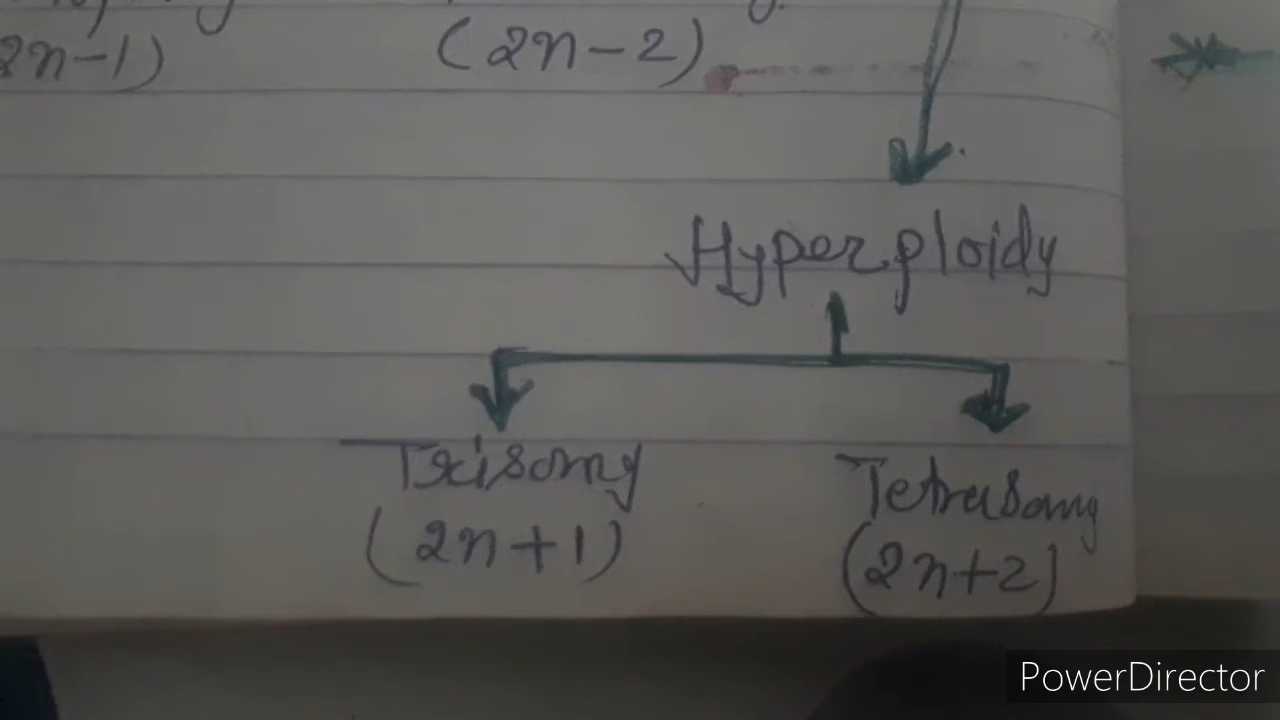 2n-1)
(2n-2)
Hyperploidy
Trisomy
(2n+1)
Tetrasomy
(2n+2)
PowerDirector